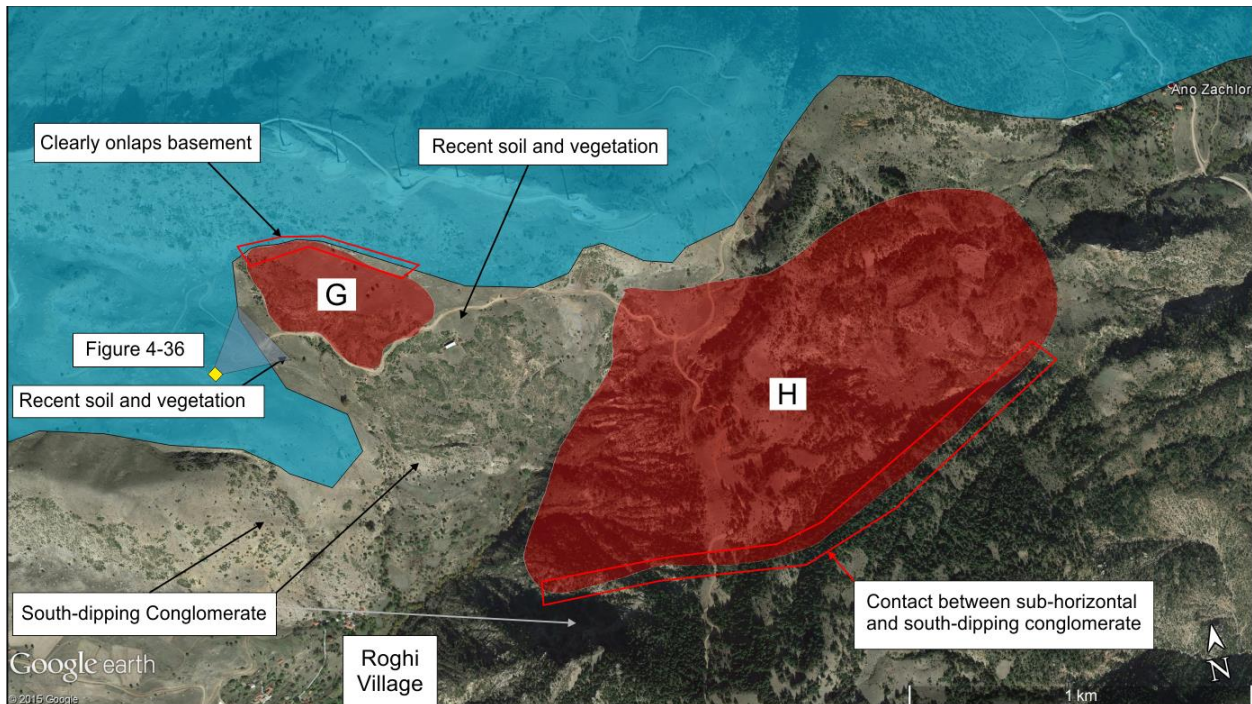 Ano Zachlor
Clearly onlaps basement
Recent soil and vegetation
G
Figure 4-36
Recent soil and vegetation
H
South-dipping Conglomerate
Contact between sub-horizontal
and south-dipping conglomerate
Roghi
Village
Google earth
© 2015 Google
1 km
N